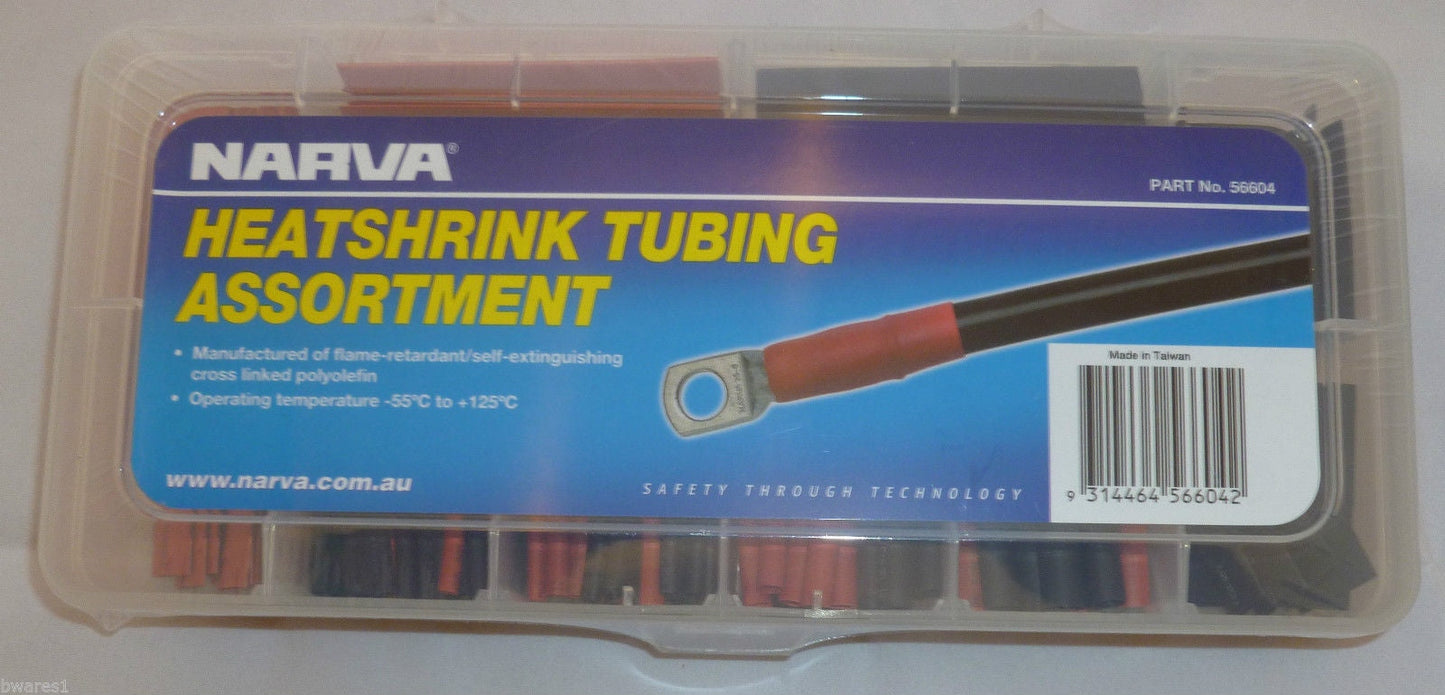 NARVA®
PART No. 56604
HEATSHRINK TUBING
ASSORTMENT
• Manufactured of flame-retardant/self-extinguishing
cross linked polyolefin
• Operating temperature -55°C to +125°C
Made in Taiwan
www.narva.com.au
SAFETY THROUGH TECHNOLOGY
9 314464 566042
bwares1